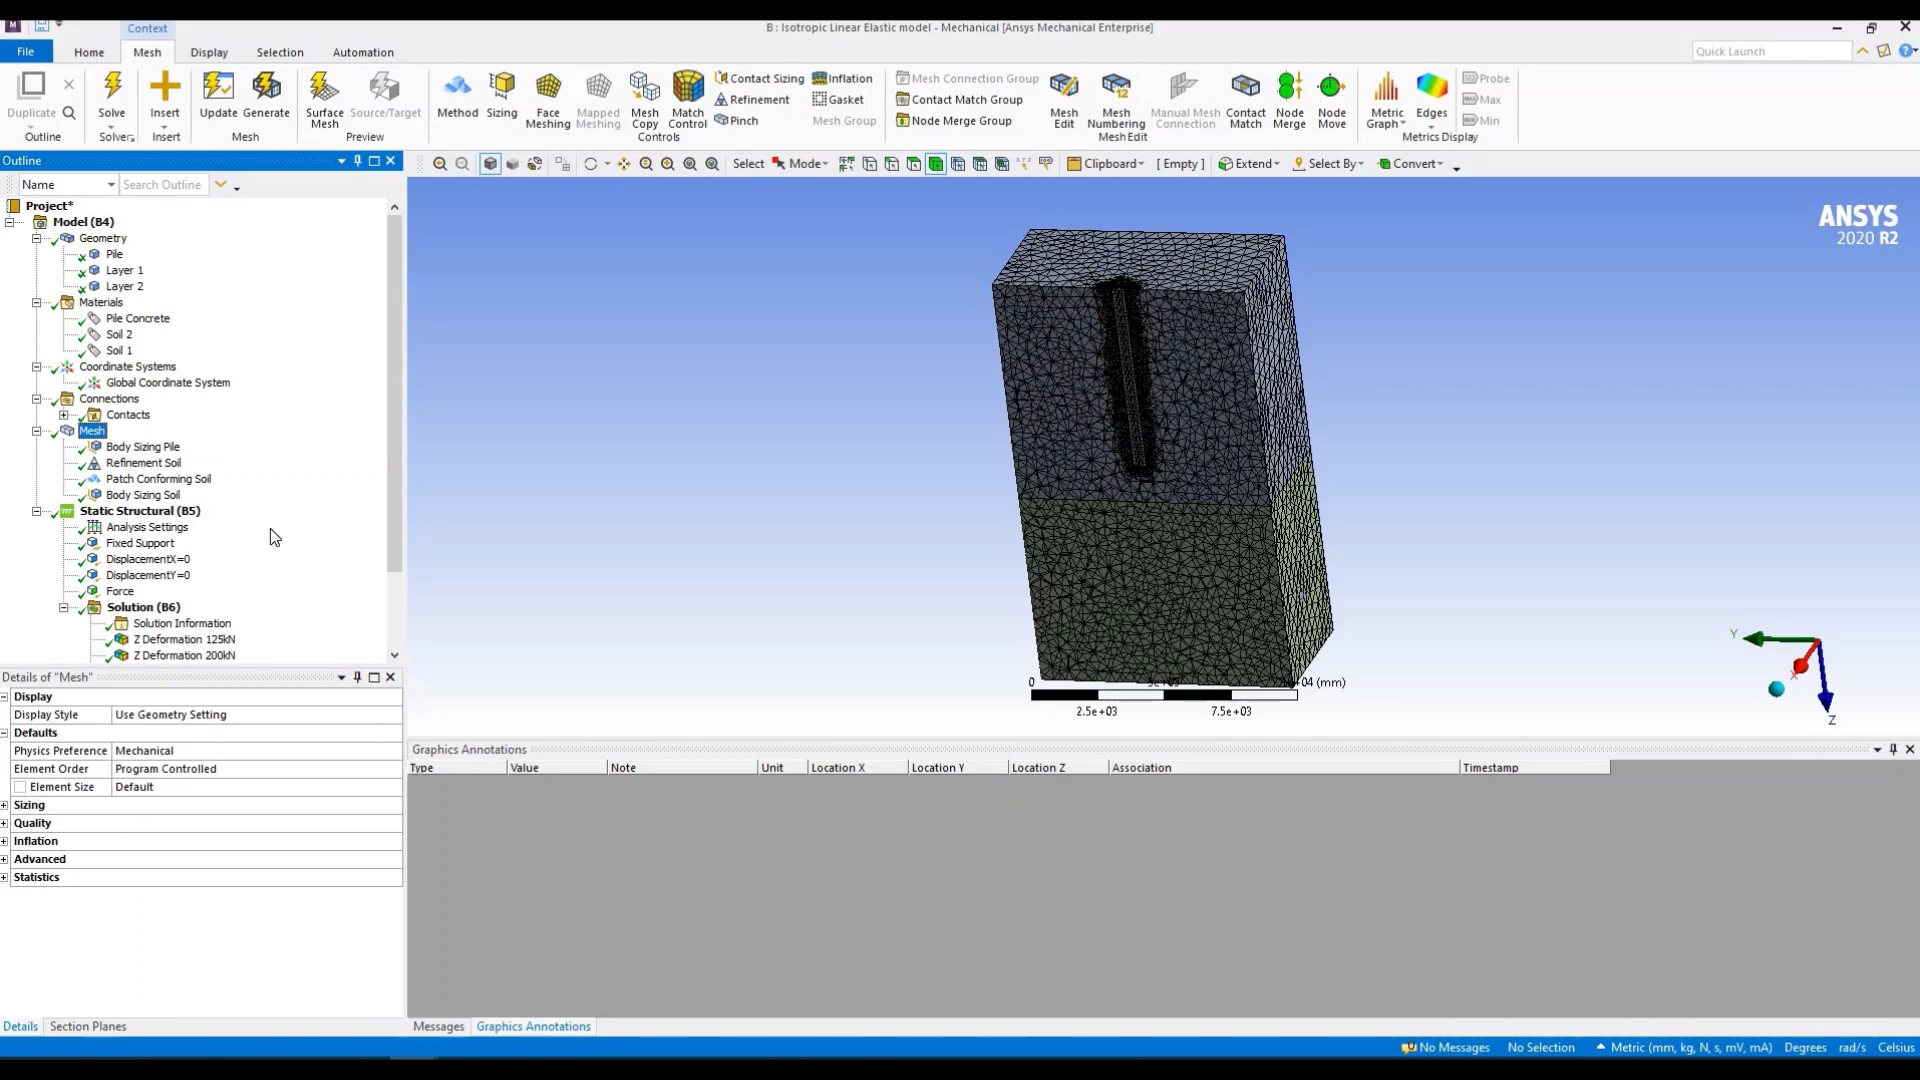 Context
B : Isotropic Linear Elastic model - Mechanical [Ansys Mechanical Enterprise]
File Home Mesh Display Selection Automation Quick Launch
Duplicate Solve Insert Update Generate Surface Mesh Source/Target Method Sizing Face Meshing Mapped Meshing Mesh Copy Match Control
Contact Sizing Inflation
Refinement Gasket
Pinch Mesh Group
Mesh Connection Group
Contact Match Group
Node Merge Group
Mesh Edit Mesh Numbering Manual Mesh Connection Contact Match Node Merge Node Move Metric Graph Edges
Probe
Max
Min
Outline Solver Insert Mesh Preview Controls Mesh Edit Metrics Display
Outline
Select Mode Clipboard [ Empty ] Extend Select By Convert
Name Search Outline
Project*
Model (B4)
Geometry
Pile
Layer 1
Layer 2
Materials
Pile Concrete
Soil 2
Soil 1
Coordinate Systems
Global Coordinate System
Connections
Contacts
Mesh
Body Sizing Pile
Refinement Soil
Patch Conforming Soil
Body Sizing Soil
Static Structural (B5)
Analysis Settings
Fixed Support
DisplacementX=0
DisplacementY=0
Force
Solution (B6)
Solution Information
Z Deformation 125kN
Z Deformation 200kN
ANSYS
2020 R2
Y
X
Z
0 (mm)
2.5e+03 7.5e+03
Details of "Mesh"
Display
Display Style Use Geometry Setting
Defaults
Physics Preference Mechanical
Element Order Program Controlled
Element Size Default
Sizing
Quality
Inflation
Advanced
Statistics
Graphics Annotations
Type Value Note Unit Location X Location Y Location Z Association Timestamp
Details Section Planes
Messages Graphics Annotations
No Messages No Selection Metric (mm, kg, N, s, mV, mA) Degrees rad/s Celsius